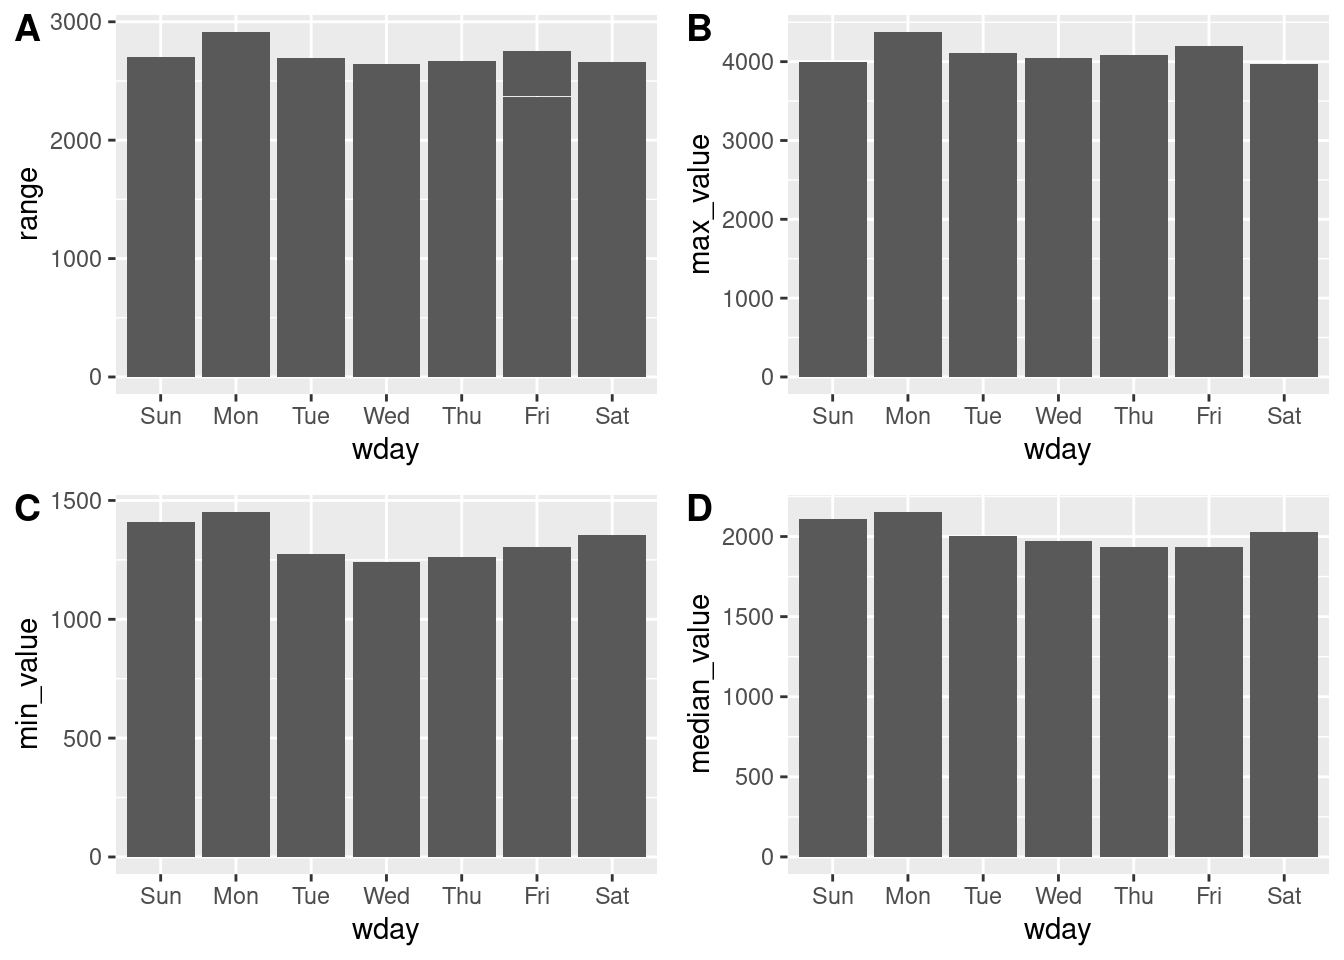 A
3000
2000
1000
0
range
Sun Mon Tue Wed Thu Fri Sat
wday
B
4000
3000
2000
1000
0
max_value
Sun Mon Tue Wed Thu Fri Sat
wday
C
1500
1000
500
0
min_value
Sun Mon Tue Wed Thu Fri Sat
wday
D
2000
1500
1000
500
0
median_value
Sun Mon Tue Wed Thu Fri Sat
wday